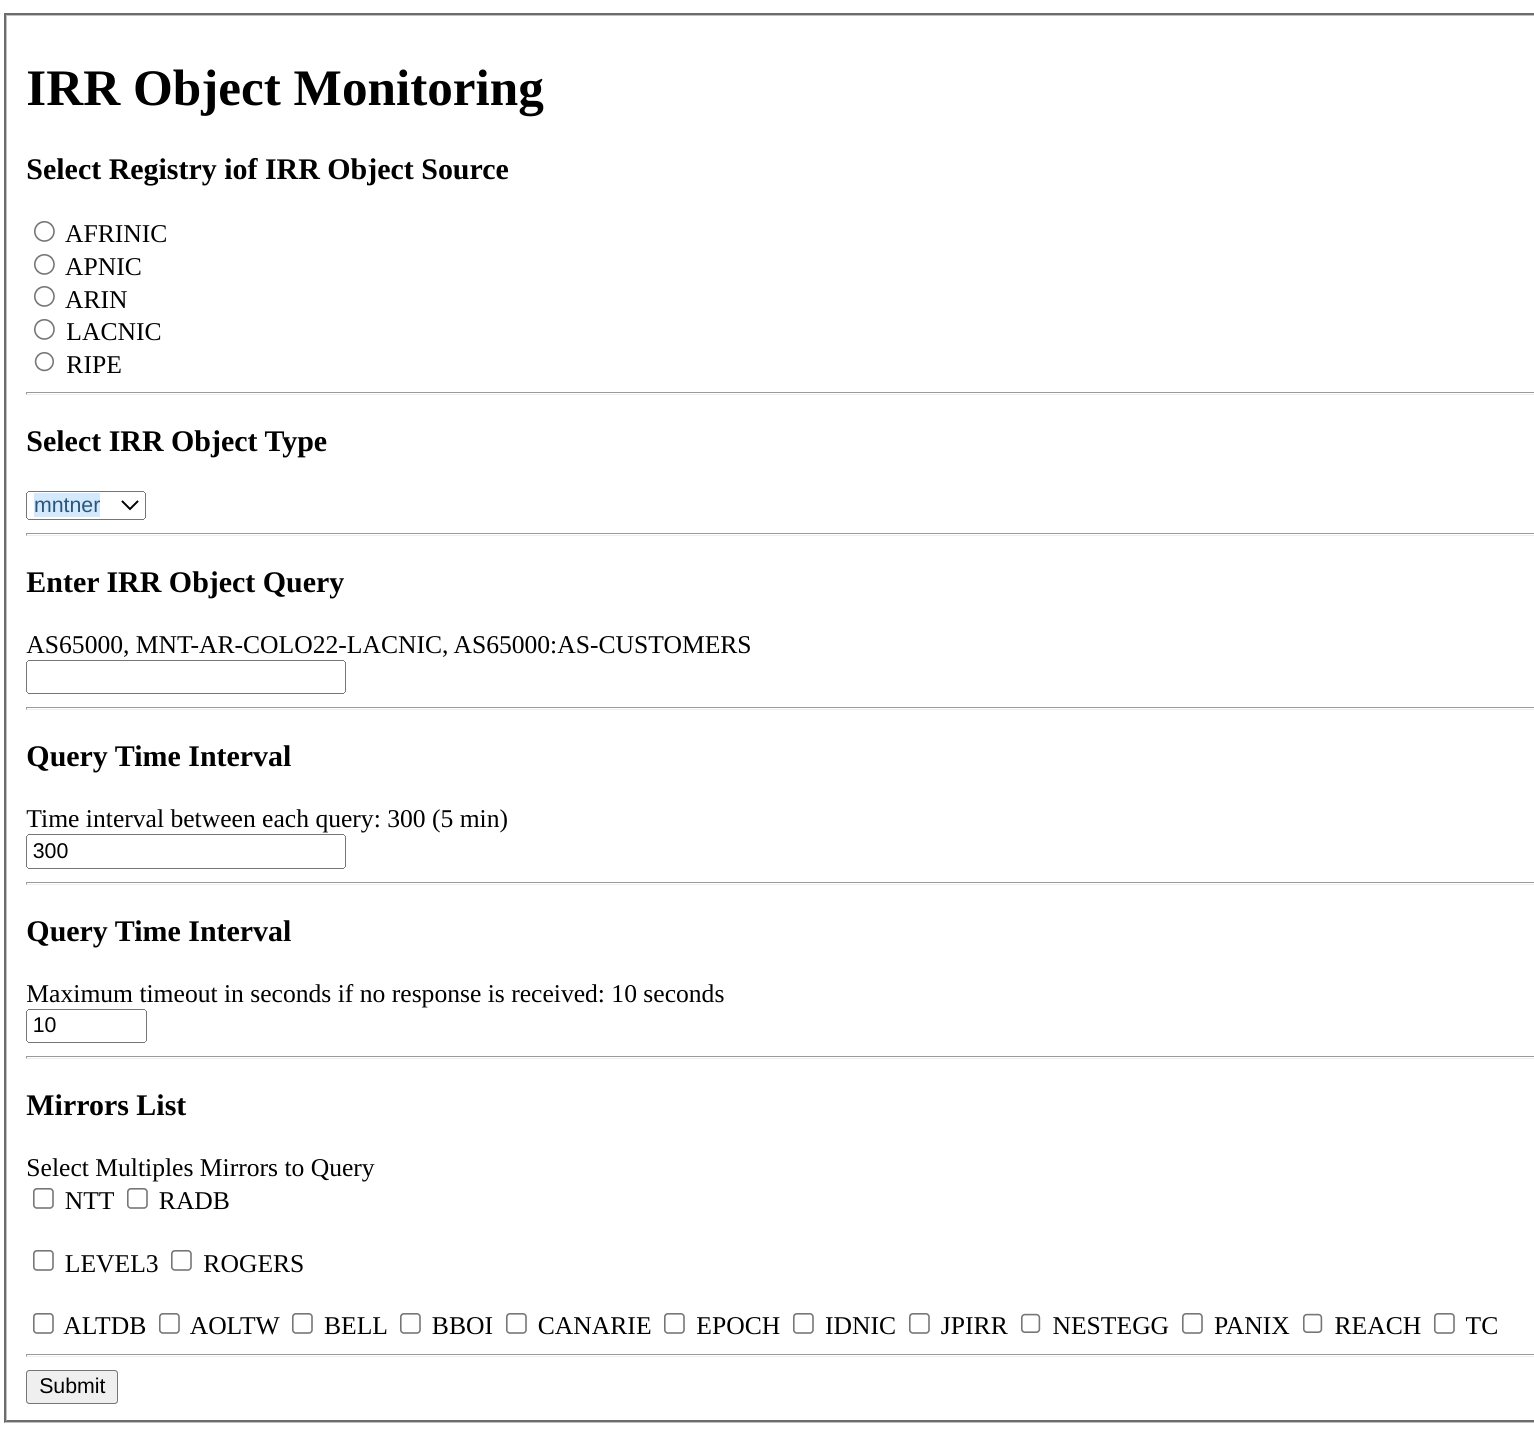 IRR Object Monitoring
Select Registry iof IRR Object Source
AFRINIC
APNIC
ARIN
LACNIC
RIPE
Select IRR Object Type
mntner
Enter IRR Object Query
AS65000, MNT-AR-COLO22-LACNIC, AS65000:AS-CUSTOMERS
Query Time Interval
Time interval between each query: 300 (5 min)
300
Query Time Interval
Maximum timeout in seconds if no response is received: 10 seconds
10
Mirrors List
Select Multiples Mirrors to Query
NTT RADB
LEVEL3 ROGERS
ALTDB AOLTW BELL BBOI CANARIE EPOCH IDNIC JPIRR NESTEGG PANIX REACH TC
Submit